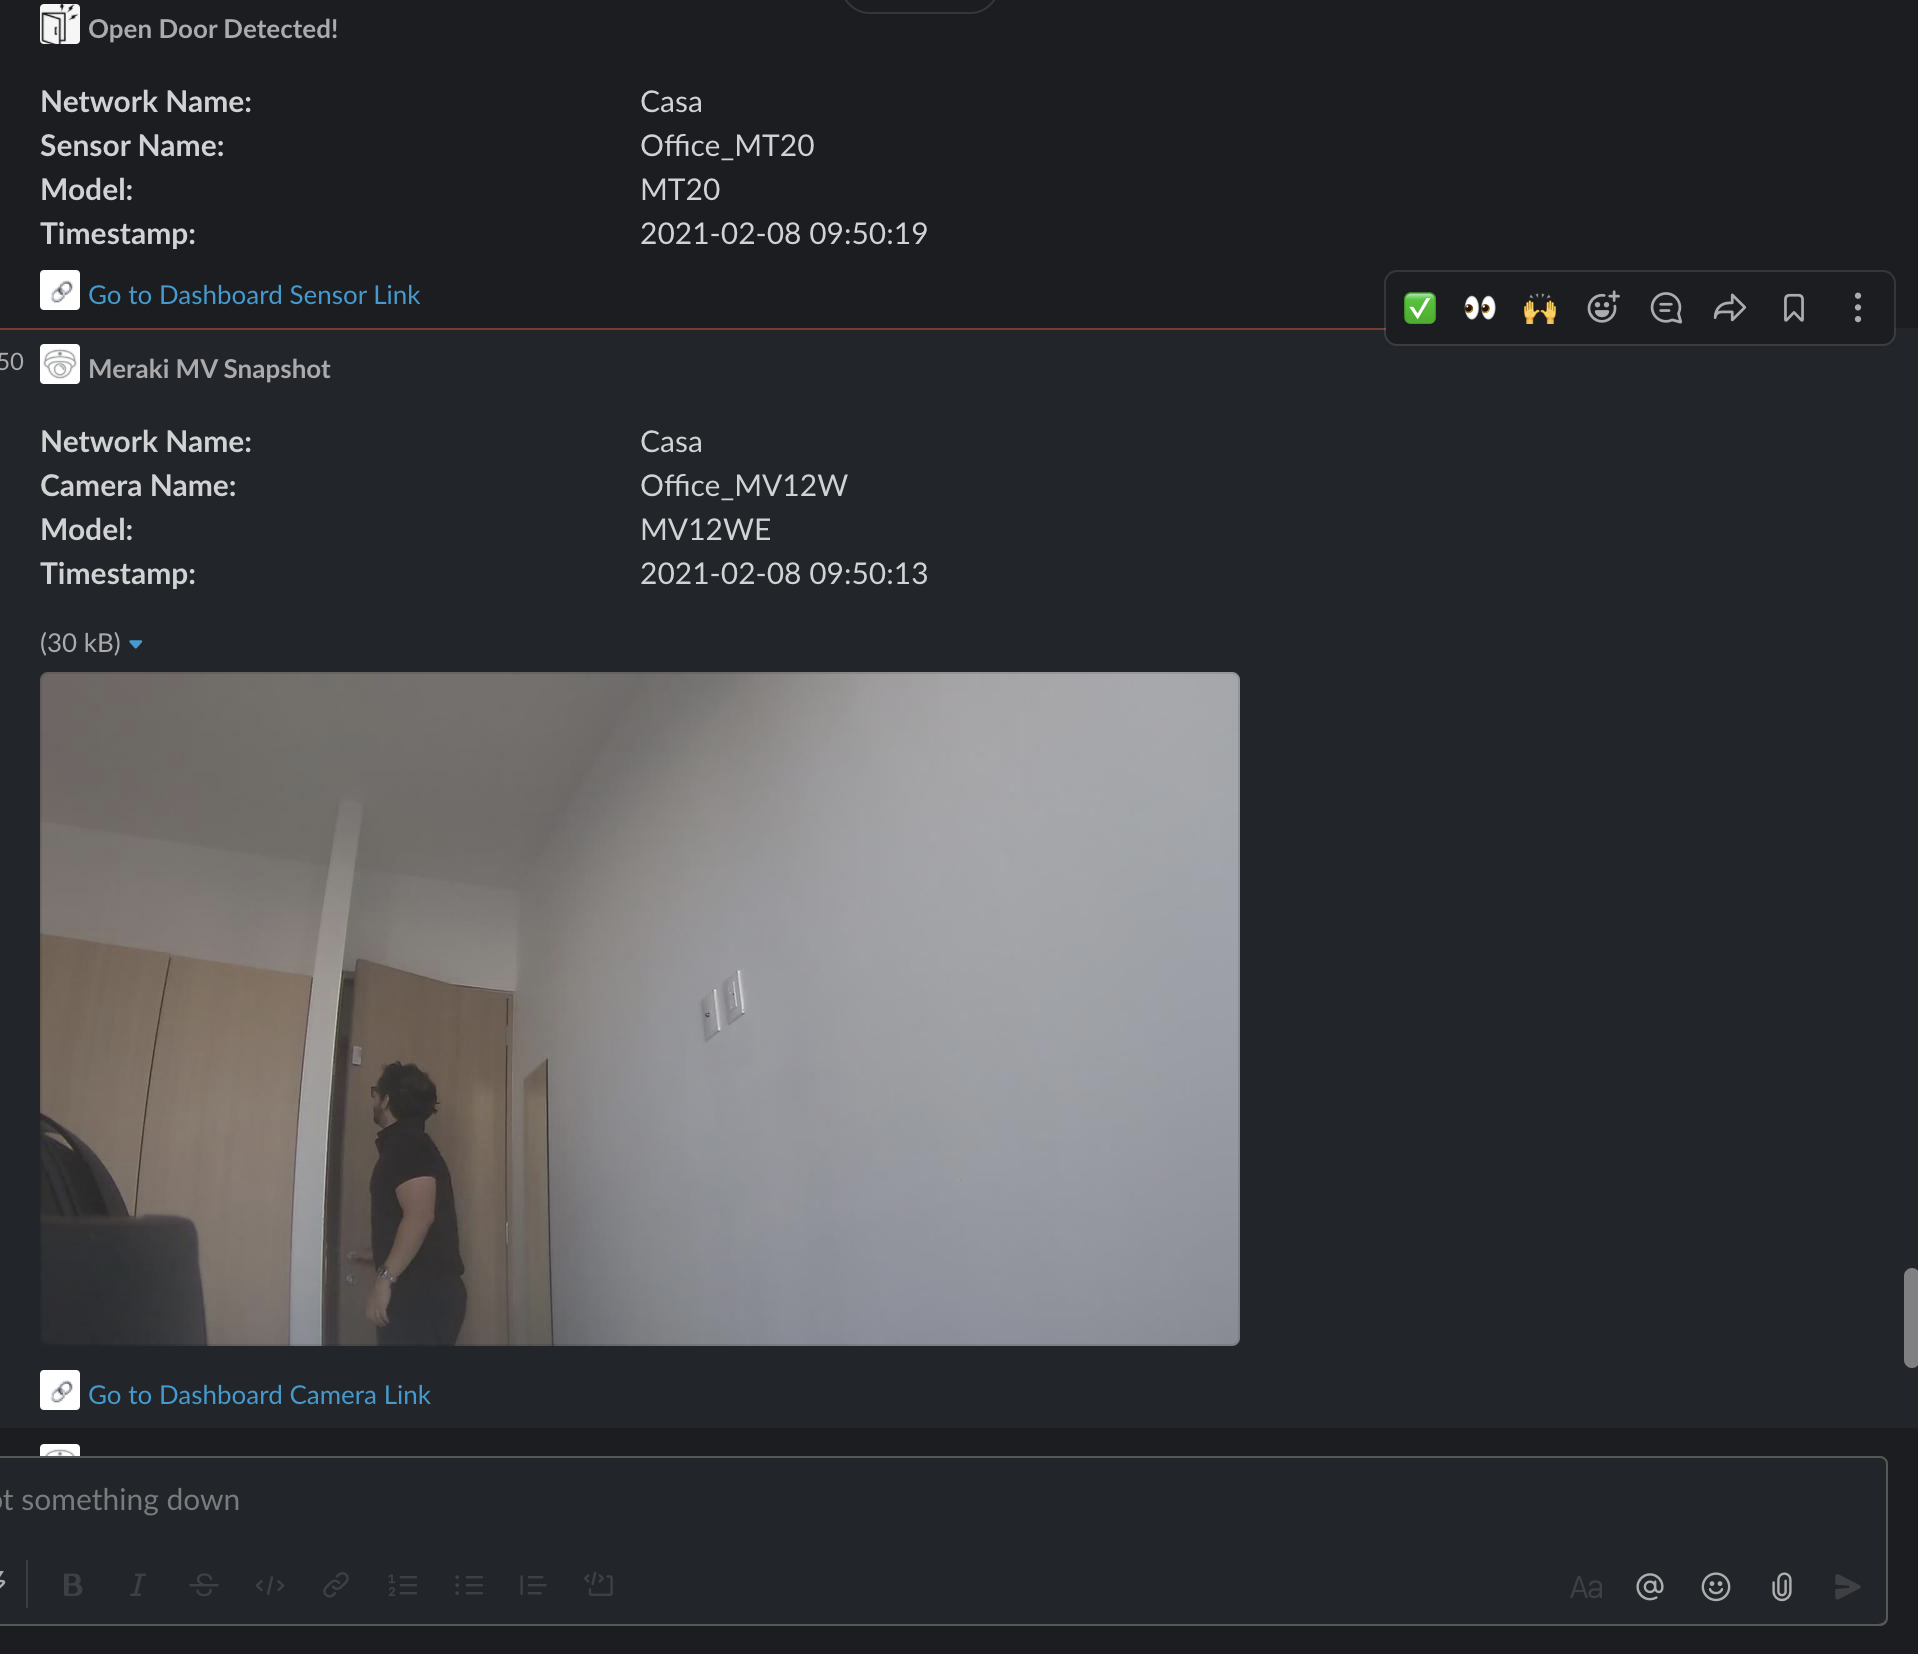 Open Door Detected!
Network Name: Casa
Sensor Name: Office_MT20
Model: MT20
Timestamp: 2021-02-08 09:50:19
Go to Dashboard Sensor Link
50 Meraki MV Snapshot
Network Name: Casa
Camera Name: Office_MV12W
Model: MV12WE
Timestamp: 2021-02-08 09:50:13
(30 kB)
Go to Dashboard Camera Link
ot something down
B I S </> Aa @